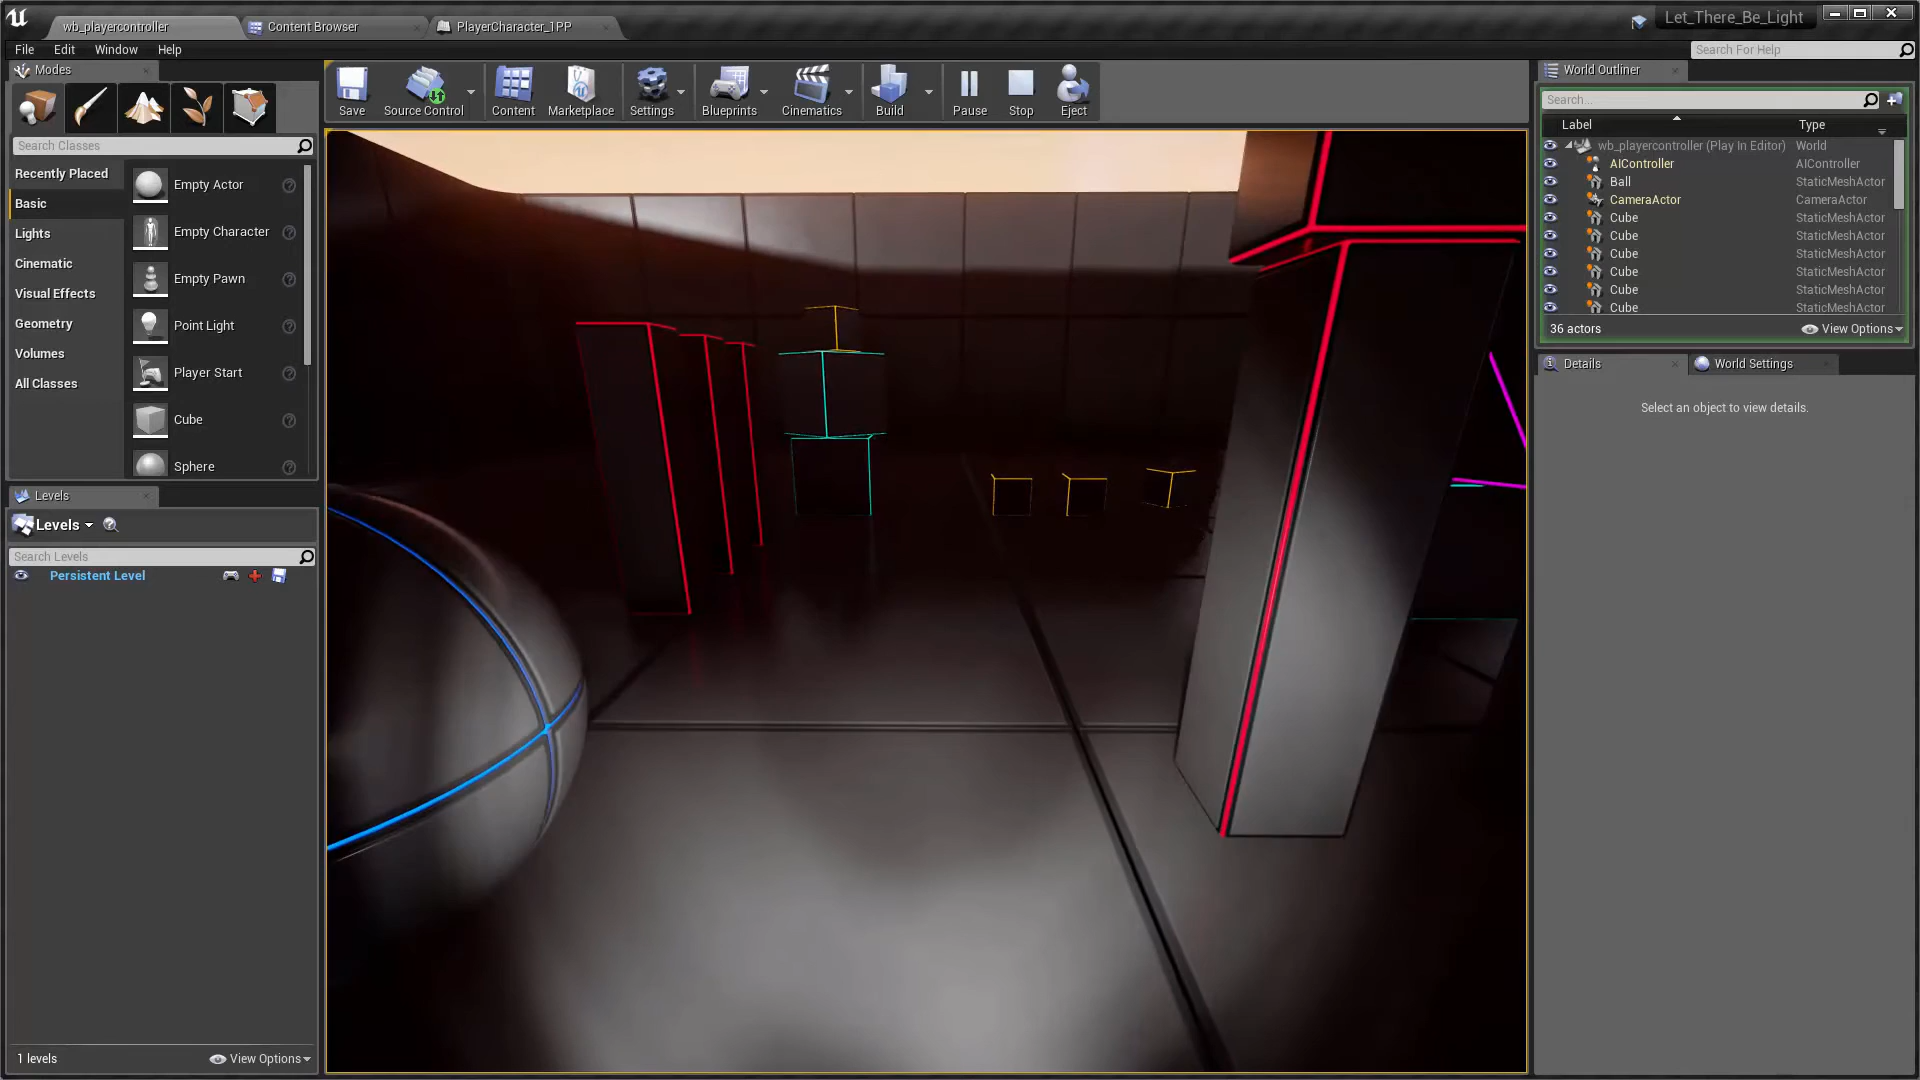 wb_playercontroller
Content Browser
PlayerCharacter_1PP
Let_There_Be_Light
File Edit Window Help
Search For Help
Modes
Search Classes
Recently Placed
Basic
Lights
Cinematic
Visual Effects
Geometry
Volumes
All Classes
Empty Actor
Empty Character
Empty Pawn
Point Light
Player Start
Cube
Sphere
Levels
Levels
Search Levels
Persistent Level
1 levels
View Options
Save
Source Control
Content
Marketplace
Settings
Blueprints
Cinematics
Build
Pause
Stop
Eject
World Outliner
Search...
Label Type
wb_playercontroller (Play In Editor) World
AIController AIController
Ball StaticMeshActor
CameraActor CameraActor
Cube StaticMeshActor
Cube StaticMeshActor
Cube StaticMeshActor
Cube StaticMeshActor
Cube StaticMeshActor
Cube StaticMeshActor
36 actors
View Options
Details
World Settings
Select an object to view details.